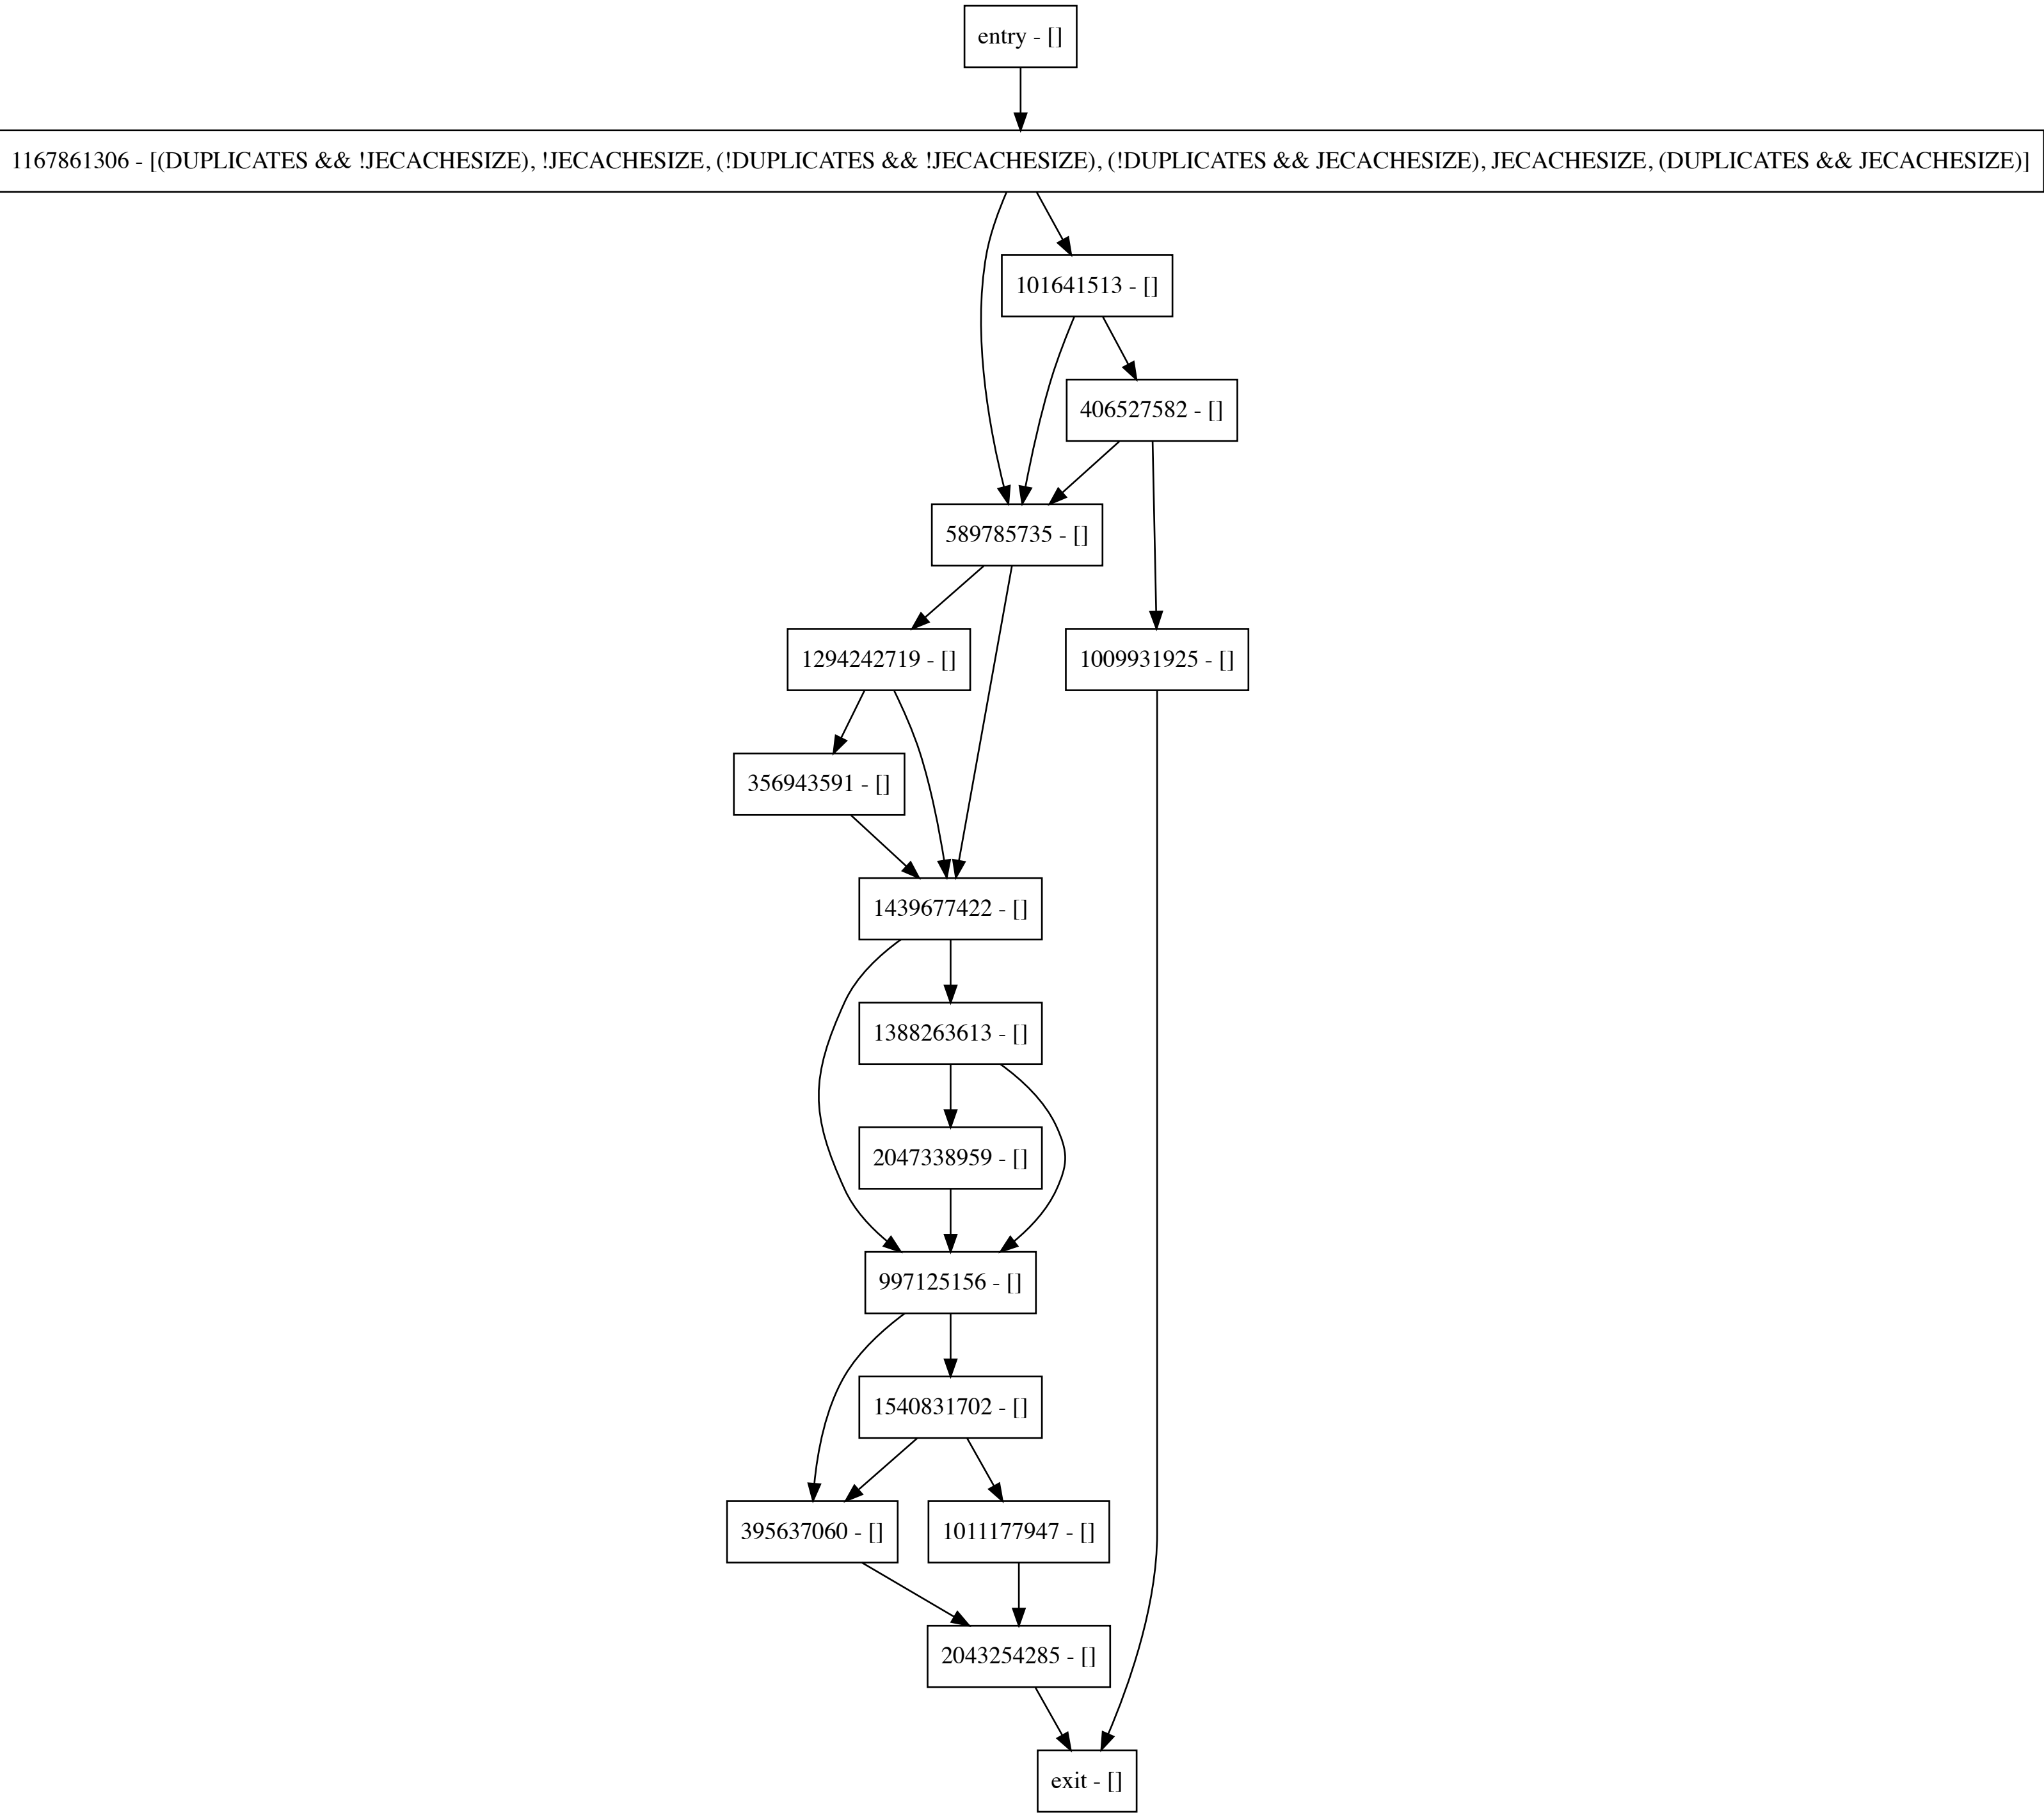 entry - []
1167861306 - [(DUPLICATES && !JECACHESIZE), !JECACHESIZE, (!DUPLICATES && !JECACHESIZE), (!DUPLICATES && JECACHESIZE), JECACHESIZE, (DUPLICATES && JECACHESIZE)]
101641513 - []
406527582 - []
589785735 - []
1294242719 - []
1009931925 - []
356943591 - []
1439677422 - []
1388263613 - []
2047338959 - []
997125156 - []
1540831702 - []
395637060 - []
1011177947 - []
2043254285 - []
exit - []